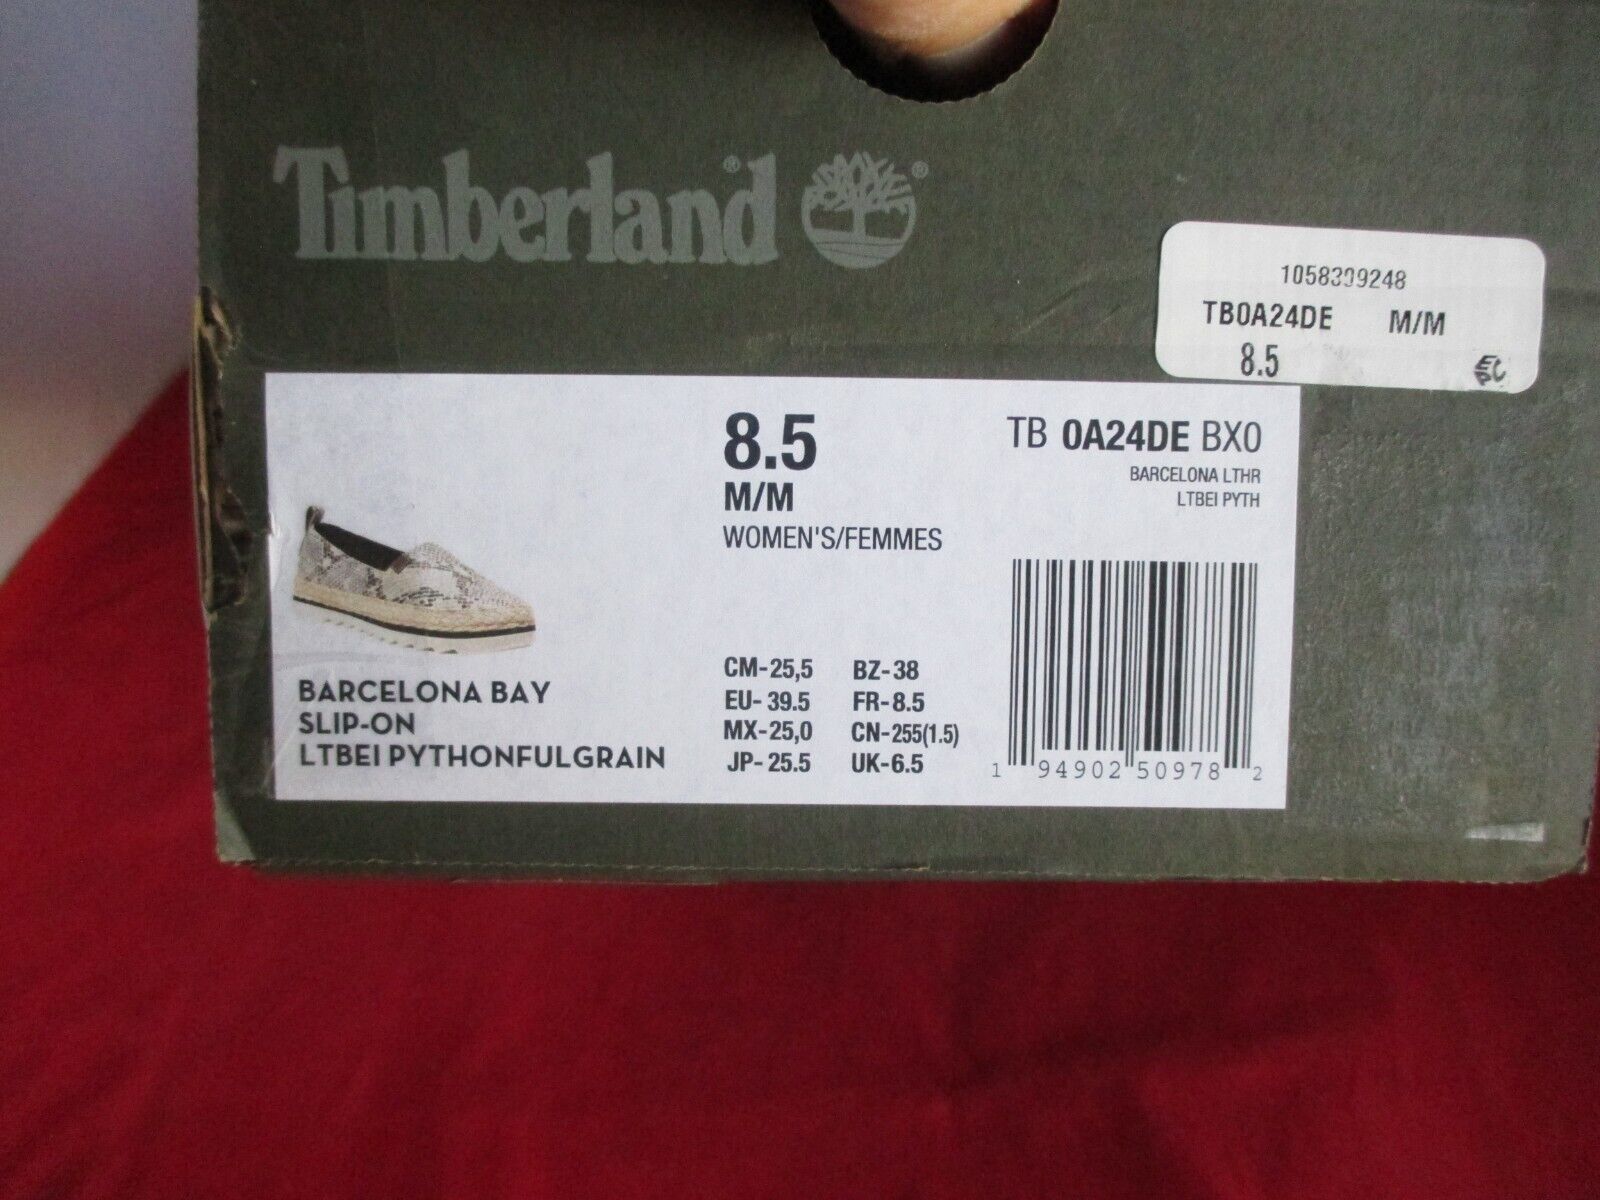 Timberland® ®
1058399248
TB0A24DE M/M
8.5
8.5
M/M
WOMEN'S/FEMMES
TB 0A24DE BX0
BARCELONA LTHR
LTBEI PYTH
BARCELONA BAY
SLIP-ON
LTBEI PYTHONFULGRAIN
CM-25,5 BZ-38
EU-39.5 FR-8.5
MX-25,0 CN-255(1.5)
JP-25.5 UK-6.5
1 94902 50978 2